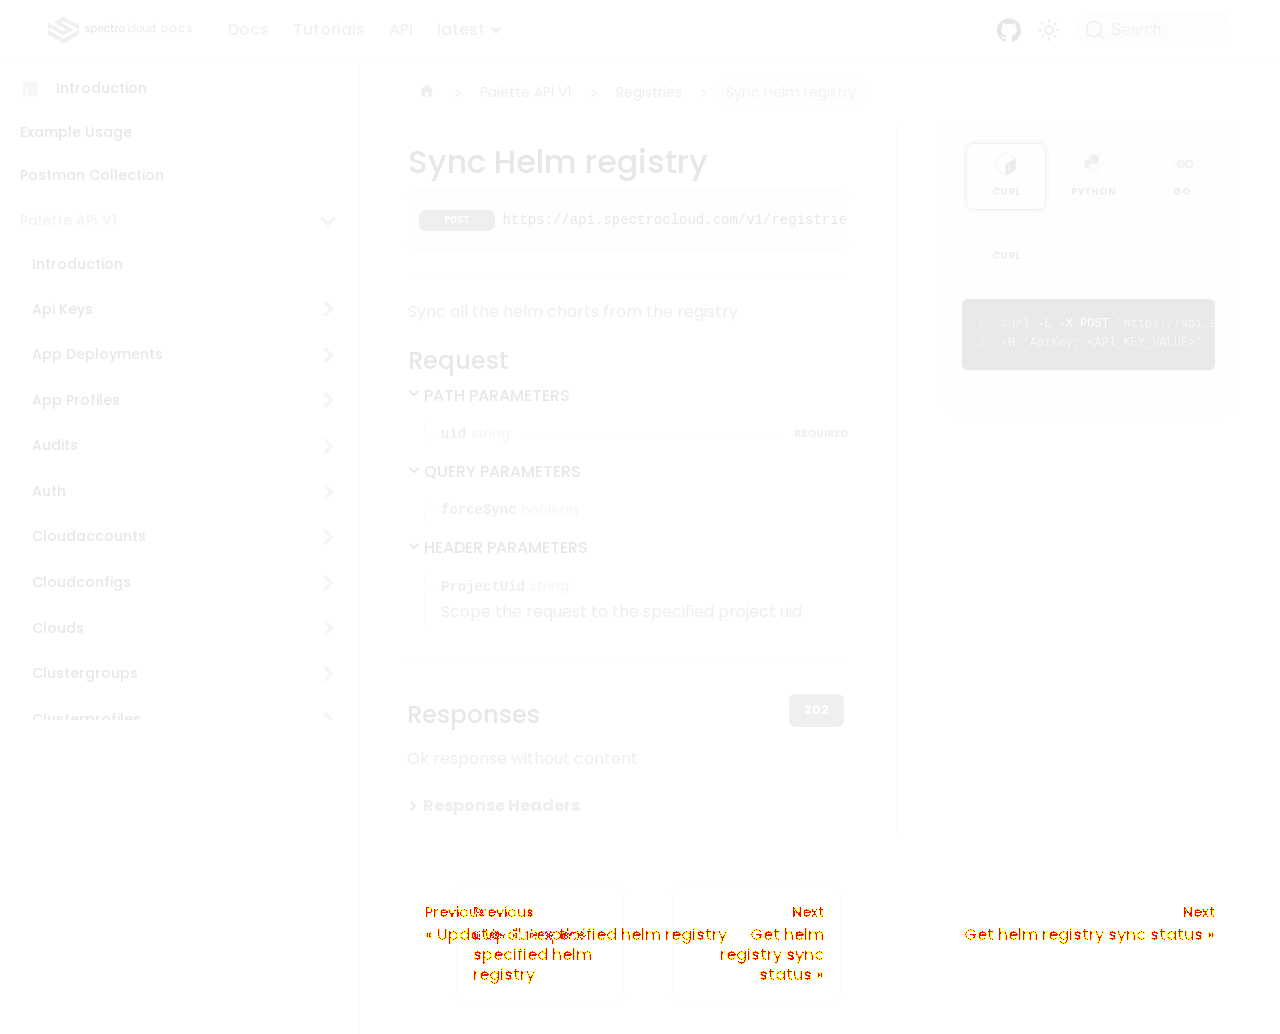 spectro cloud DOCS
Docs
Tutorials
API
latest
Search
Introduction
Example Usage
Postman Collection
Palette API V1
Introduction
Api Keys
App Deployments
App Profiles
Audits
Auth
Cloudaccounts
Cloudconfigs
Clouds
Clustergroups
Clusterprofiles
Palette API V1
Registries
Sync Helm registry
Sync Helm registry
POST https://api.spectrocloud.com/v1/registrie
Sync all the helm charts from the registry
Request
PATH PARAMETERS
uid string REQUIRED
QUERY PARAMETERS
forceSync boolean
HEADER PARAMETERS
ProjectUid string
Scope the request to the specified project uid
Responses
202
Ok response without content
Response Headers
CURL
PYTHON
GO
CURL
1 curl -L -X POST 'https://api.s
2 -H 'ApiKey: <API_KEY_VALUE>'
Previous
Previous
specified helm registry
specified helm
registry
Next
Get helm
registry sync
status »
Next
Get helm registry sync status »